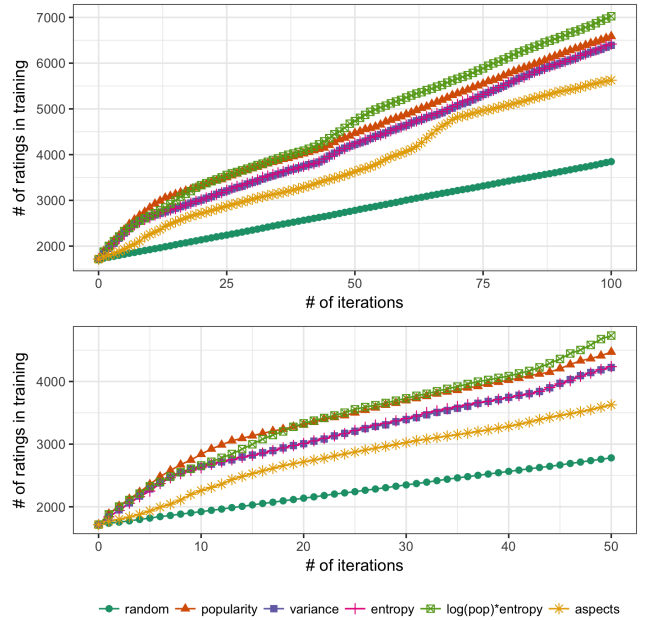 7000
6000
5000
4000
3000
2000
# of ratings in training
0 25 50 75 100
# of iterations
4000
3000
2000
# of ratings in training
0 10 20 30 40 50
# of iterations
random popularity variance entropy log(pop)*entropy aspects